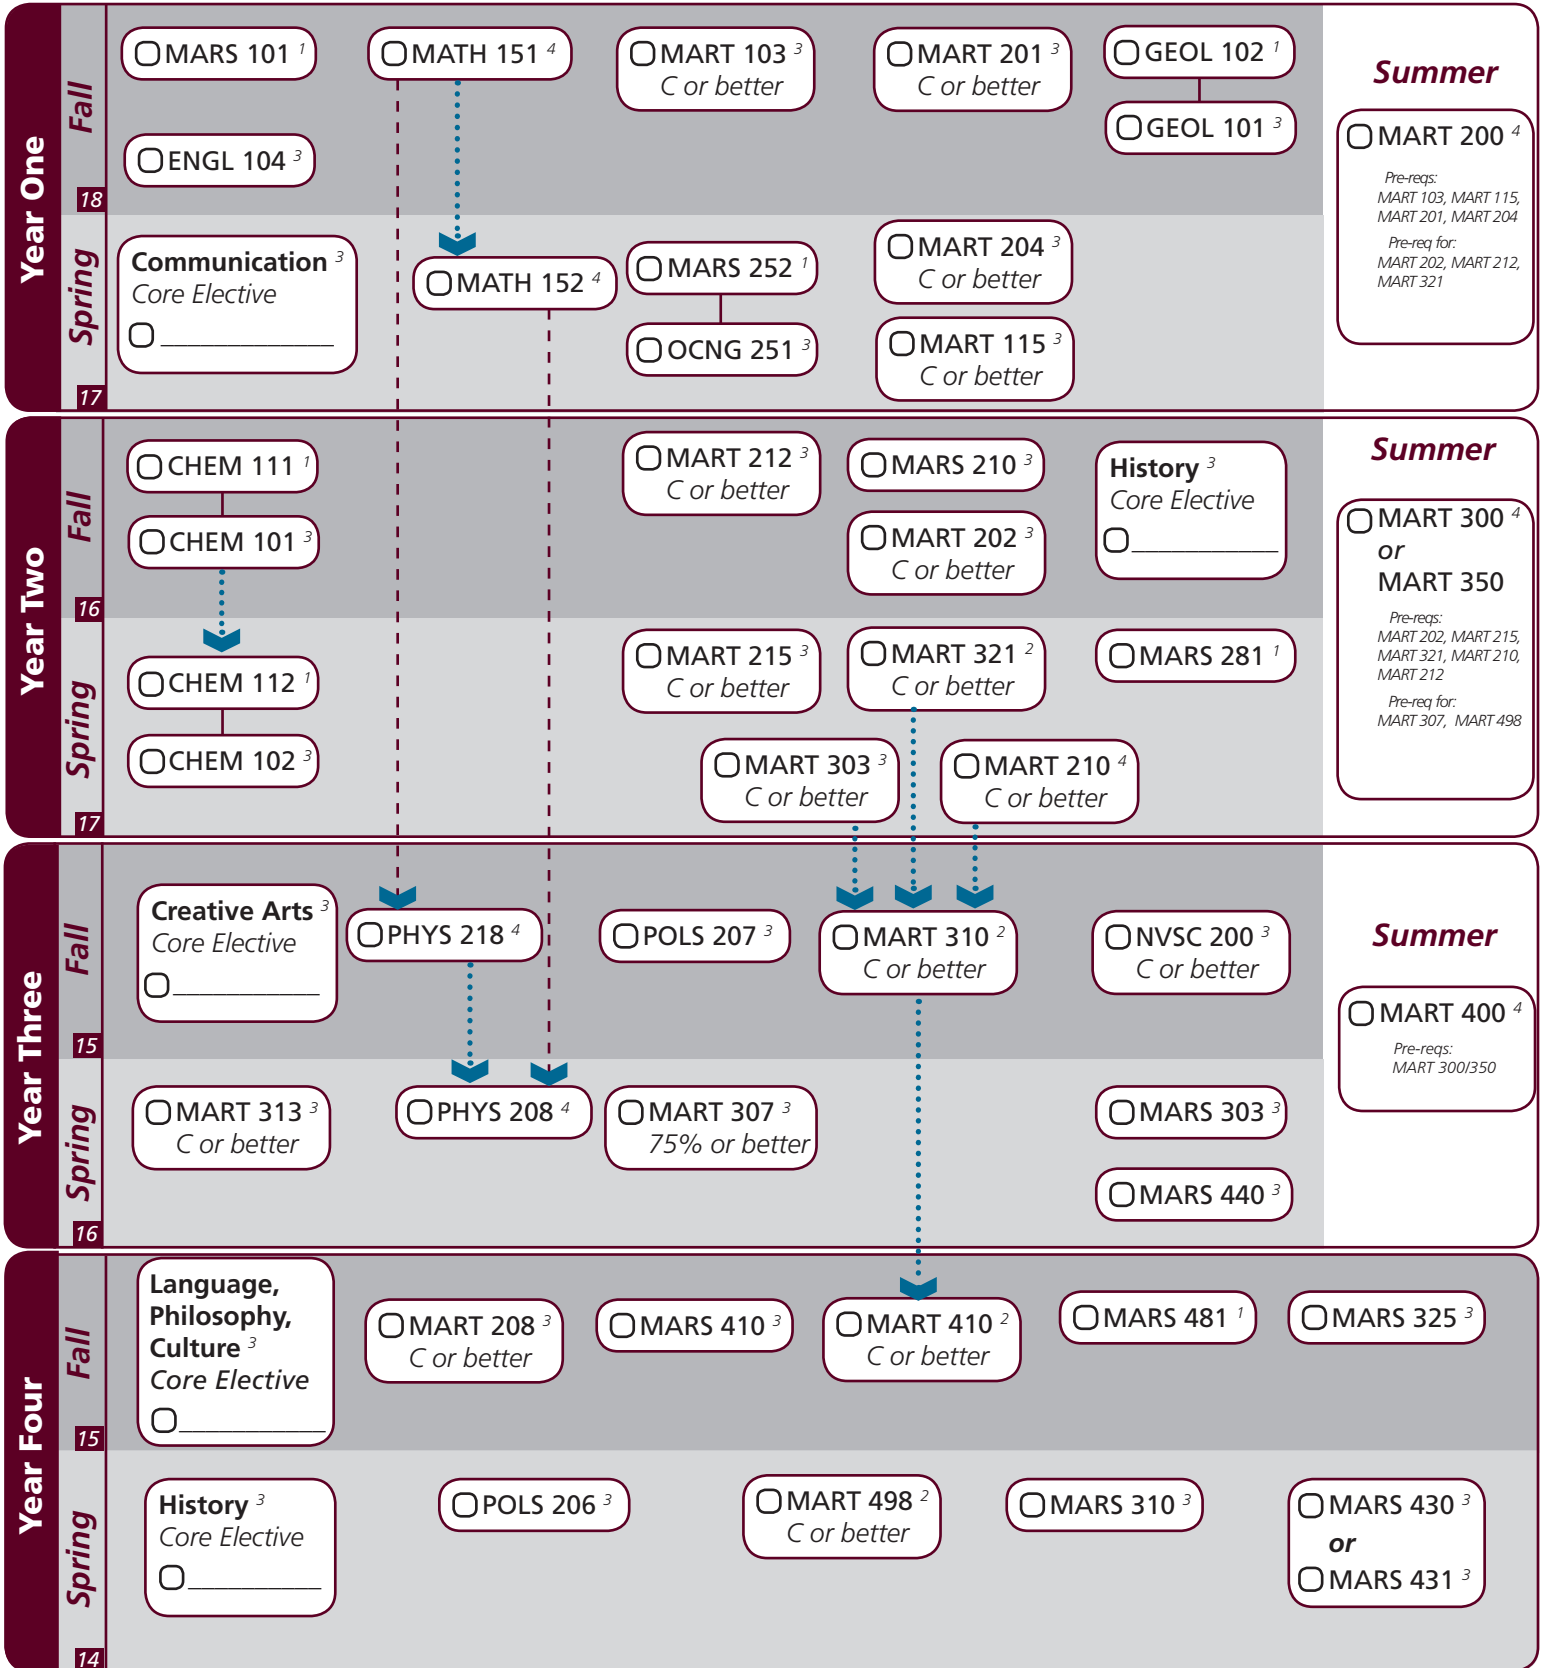 Year One
Fall
18
MARS 101 1
MATH 151 4
MART 103 3
C or better
MART 201 3
C or better
GEOL 102 1
GEOL 101 3
ENGL 104 3
Spring
17
Communication 3
Core Elective
MATH 152 4
MARS 252 1
OCNG 251 3
MART 204 3
C or better
MART 115 3
C or better
Summer
MART 200 4
Pre-reqs:
MART 103, MART 115,
MART 201, MART 204
Pre-req for:
MART 202, MART 212,
MART 321
Year Two
Fall
16
CHEM 111 1
CHEM 101 3
MART 212 3
C or better
MARS 210 3
MART 202 3
C or better
History 3
Core Elective
Spring
17
CHEM 112 1
CHEM 102 3
MART 215 3
C or better
MART 321 2
C or better
MARS 281 1
MART 303 3
C or better
MART 210 4
C or better
Summer
MART 300 4
or
MART 350
Pre-reqs:
MART 202, MART 215,
MART 321, MART 210,
MART 212
Pre-req for:
MART 307, MART 498
Year Three
Fall
15
Creative Arts 3
Core Elective
PHYS 218 4
POLS 207 3
MART 310 2
C or better
NVSC 200 3
C or better
Spring
16
MART 313 3
C or better
PHYS 208 4
MART 307 3
75% or better
MARS 303 3
MARS 440 3
Summer
MART 400 4
Pre-reqs:
MART 300/350
Year Four
Fall
15
Language,
Philosophy,
Culture 3
Core Elective
MART 208 3
C or better
MARS 410 3
MART 410 2
C or better
MARS 481 1
MARS 325 3
Spring
14
History 3
Core Elective
POLS 206 3
MART 498 2
C or better
MARS 310 3
MARS 430 3
or
MARS 431 3